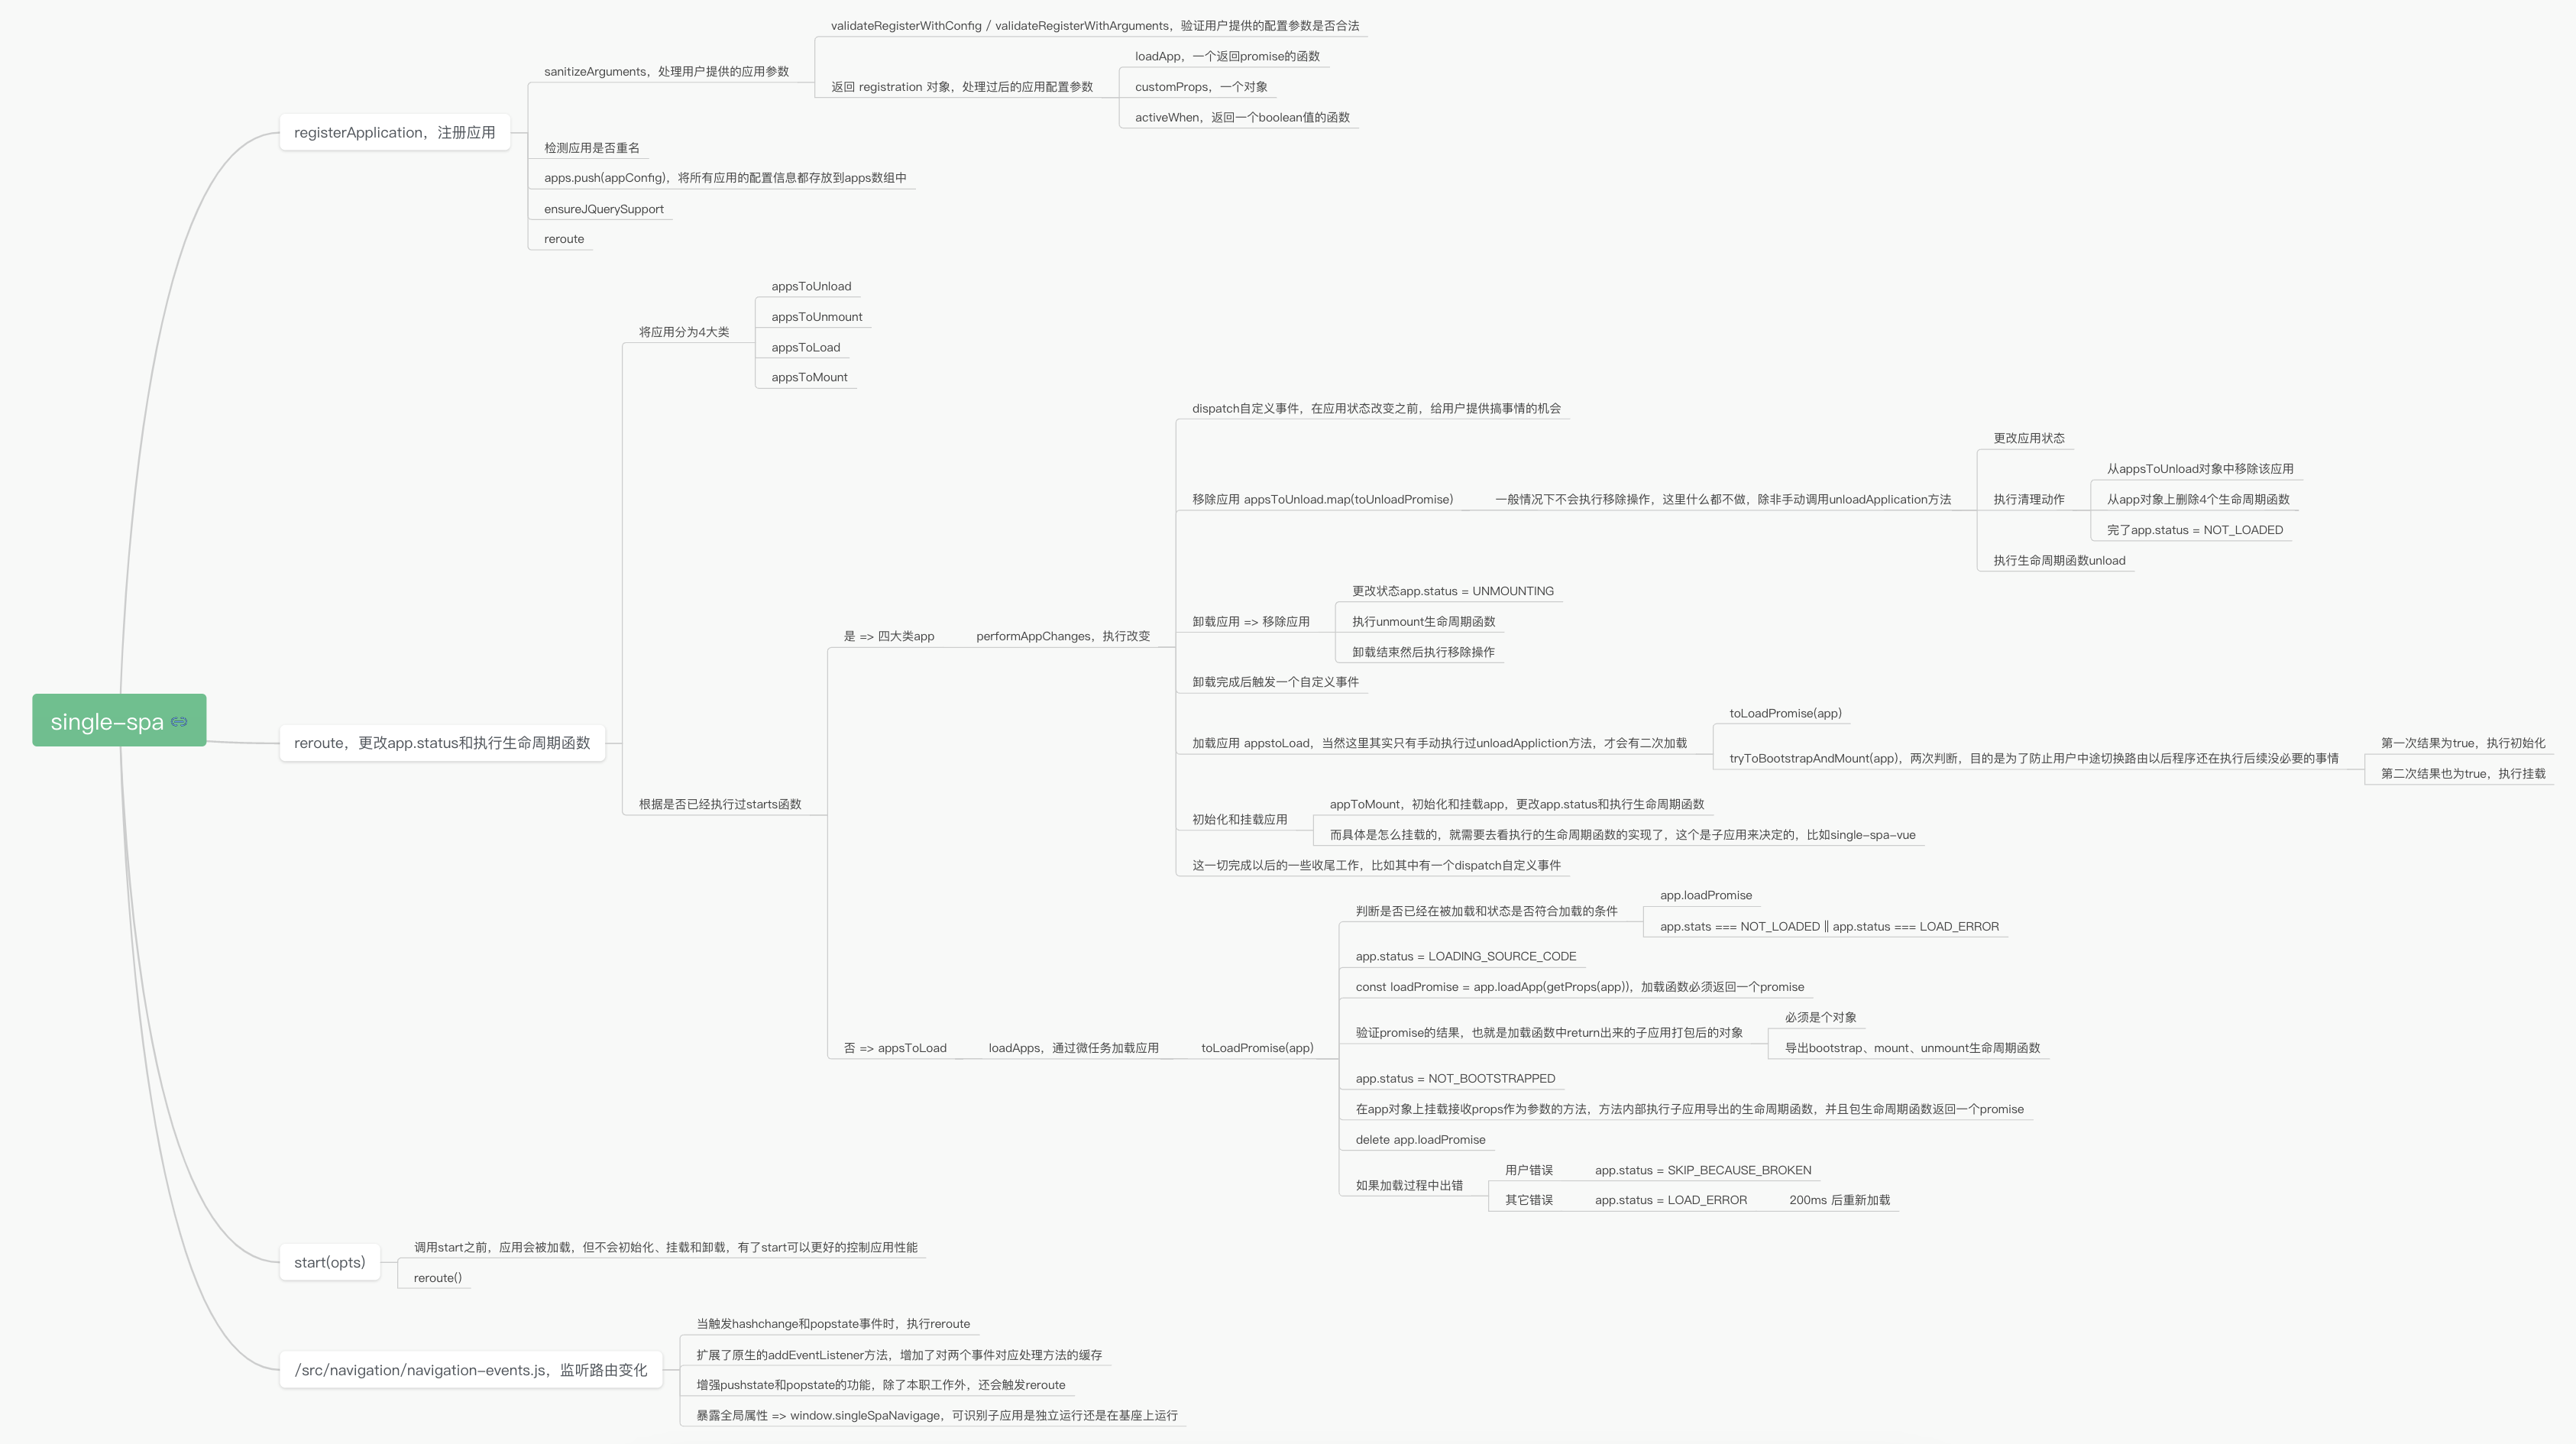 single-spa
registerApplication，注册应用
sanitizeArguments，处理用户提供的应用参数
validateRegisterWithConfig / validateRegisterWithArguments，验证用户提供的配置参数是否合法
返回 registration 对象，处理过后的应用配置参数
loadApp，一个返回promise的函数
customProps，一个对象
activeWhen，返回一个boolean值的函数
检测应用是否重名
apps.push(appConfig)，将所有应用的配置信息都存放到apps数组中
ensureJQuerySupport
reroute
reroute，更改app.status和执行生命周期函数
将应用分为4大类
appsToUnload
appsToUnmount
appsToLoad
appsToMount
根据是否已经执行过starts函数
是 => 四大类app
performAppChanges，执行改变
dispatch自定义事件，在应用状态改变之前，给用户提供搞事情的机会
移除应用 appsToUnload.map(toUnloadPromise)
一般情况下不会执行移除操作，这里什么都不做，除非手动调用unloadApplication方法
更改应用状态
执行清理动作
从appsToUnload对象中移除该应用
从app对象上删除4个生命周期函数
完了app.status = NOT_LOADED
执行生命周期函数unload
卸载应用 => 移除应用
更改状态app.status = UNMOUNTING
执行unmount生命周期函数
卸载结束然后执行移除操作
卸载完成后触发一个自定义事件
加载应用 appstoLoad，当然这里其实只有手动执行过unloadAppliction方法，才会有二次加载
toLoadPromise(app)
tryToBootstrapAndMount(app)，两次判断，目的是为了防止用户中途切换路由以后程序还在执行后续没必要的事情
第一次结果为true，执行初始化
第二次结果也为true，执行挂载
初始化和挂载应用
appToMount，初始化和挂载app，更改app.status和执行生命周期函数
而具体是怎么挂载的，就需要去看执行的生命周期函数的实现了，这个是子应用来决定的，比如single-spa-vue
这一切完成以后的一些收尾工作，比如其中有一个dispatch自定义事件
否 => appsToLoad
loadApps，通过微任务加载应用
toLoadPromise(app)
判断是否已经在被加载和状态是否符合加载的条件
app.loadPromise
app.stats === NOT_LOADED || app.status === LOAD_ERROR
app.status = LOADING_SOURCE_CODE
const loadPromise = app.loadApp(getProps(app))，加载函数必须返回一个promise
验证promise的结果，也就是加载函数中return出来的子应用打包后的对象
必须是个对象
导出bootstrap、mount、unmount生命周期函数
app.status = NOT_BOOTSTRAPPED
在app对象上挂载接收props作为参数的方法，方法内部执行子应用导出的生命周期函数，并且包生命周期函数返回一个promise
delete app.loadPromise
如果加载过程中出错
用户错误
app.status = SKIP_BECAUSE_BROKEN
其它错误
app.status = LOAD_ERROR
200ms 后重新加载
start(opts)
调用start之前，应用会被加载，但不会初始化、挂载和卸载，有了start可以更好的控制应用性能
reroute()
/src/navigation/navigation-events.js，监听路由变化
当触发hashchange和popstate事件时，执行reroute
扩展了原生的addEventListener方法，增加了对两个事件对应处理方法的缓存
增强pushstate和popstate的功能，除了本职工作外，还会触发reroute
暴露全局属性 => window.singleSpaNavigage，可识别子应用是独立运行还是在基座上运行